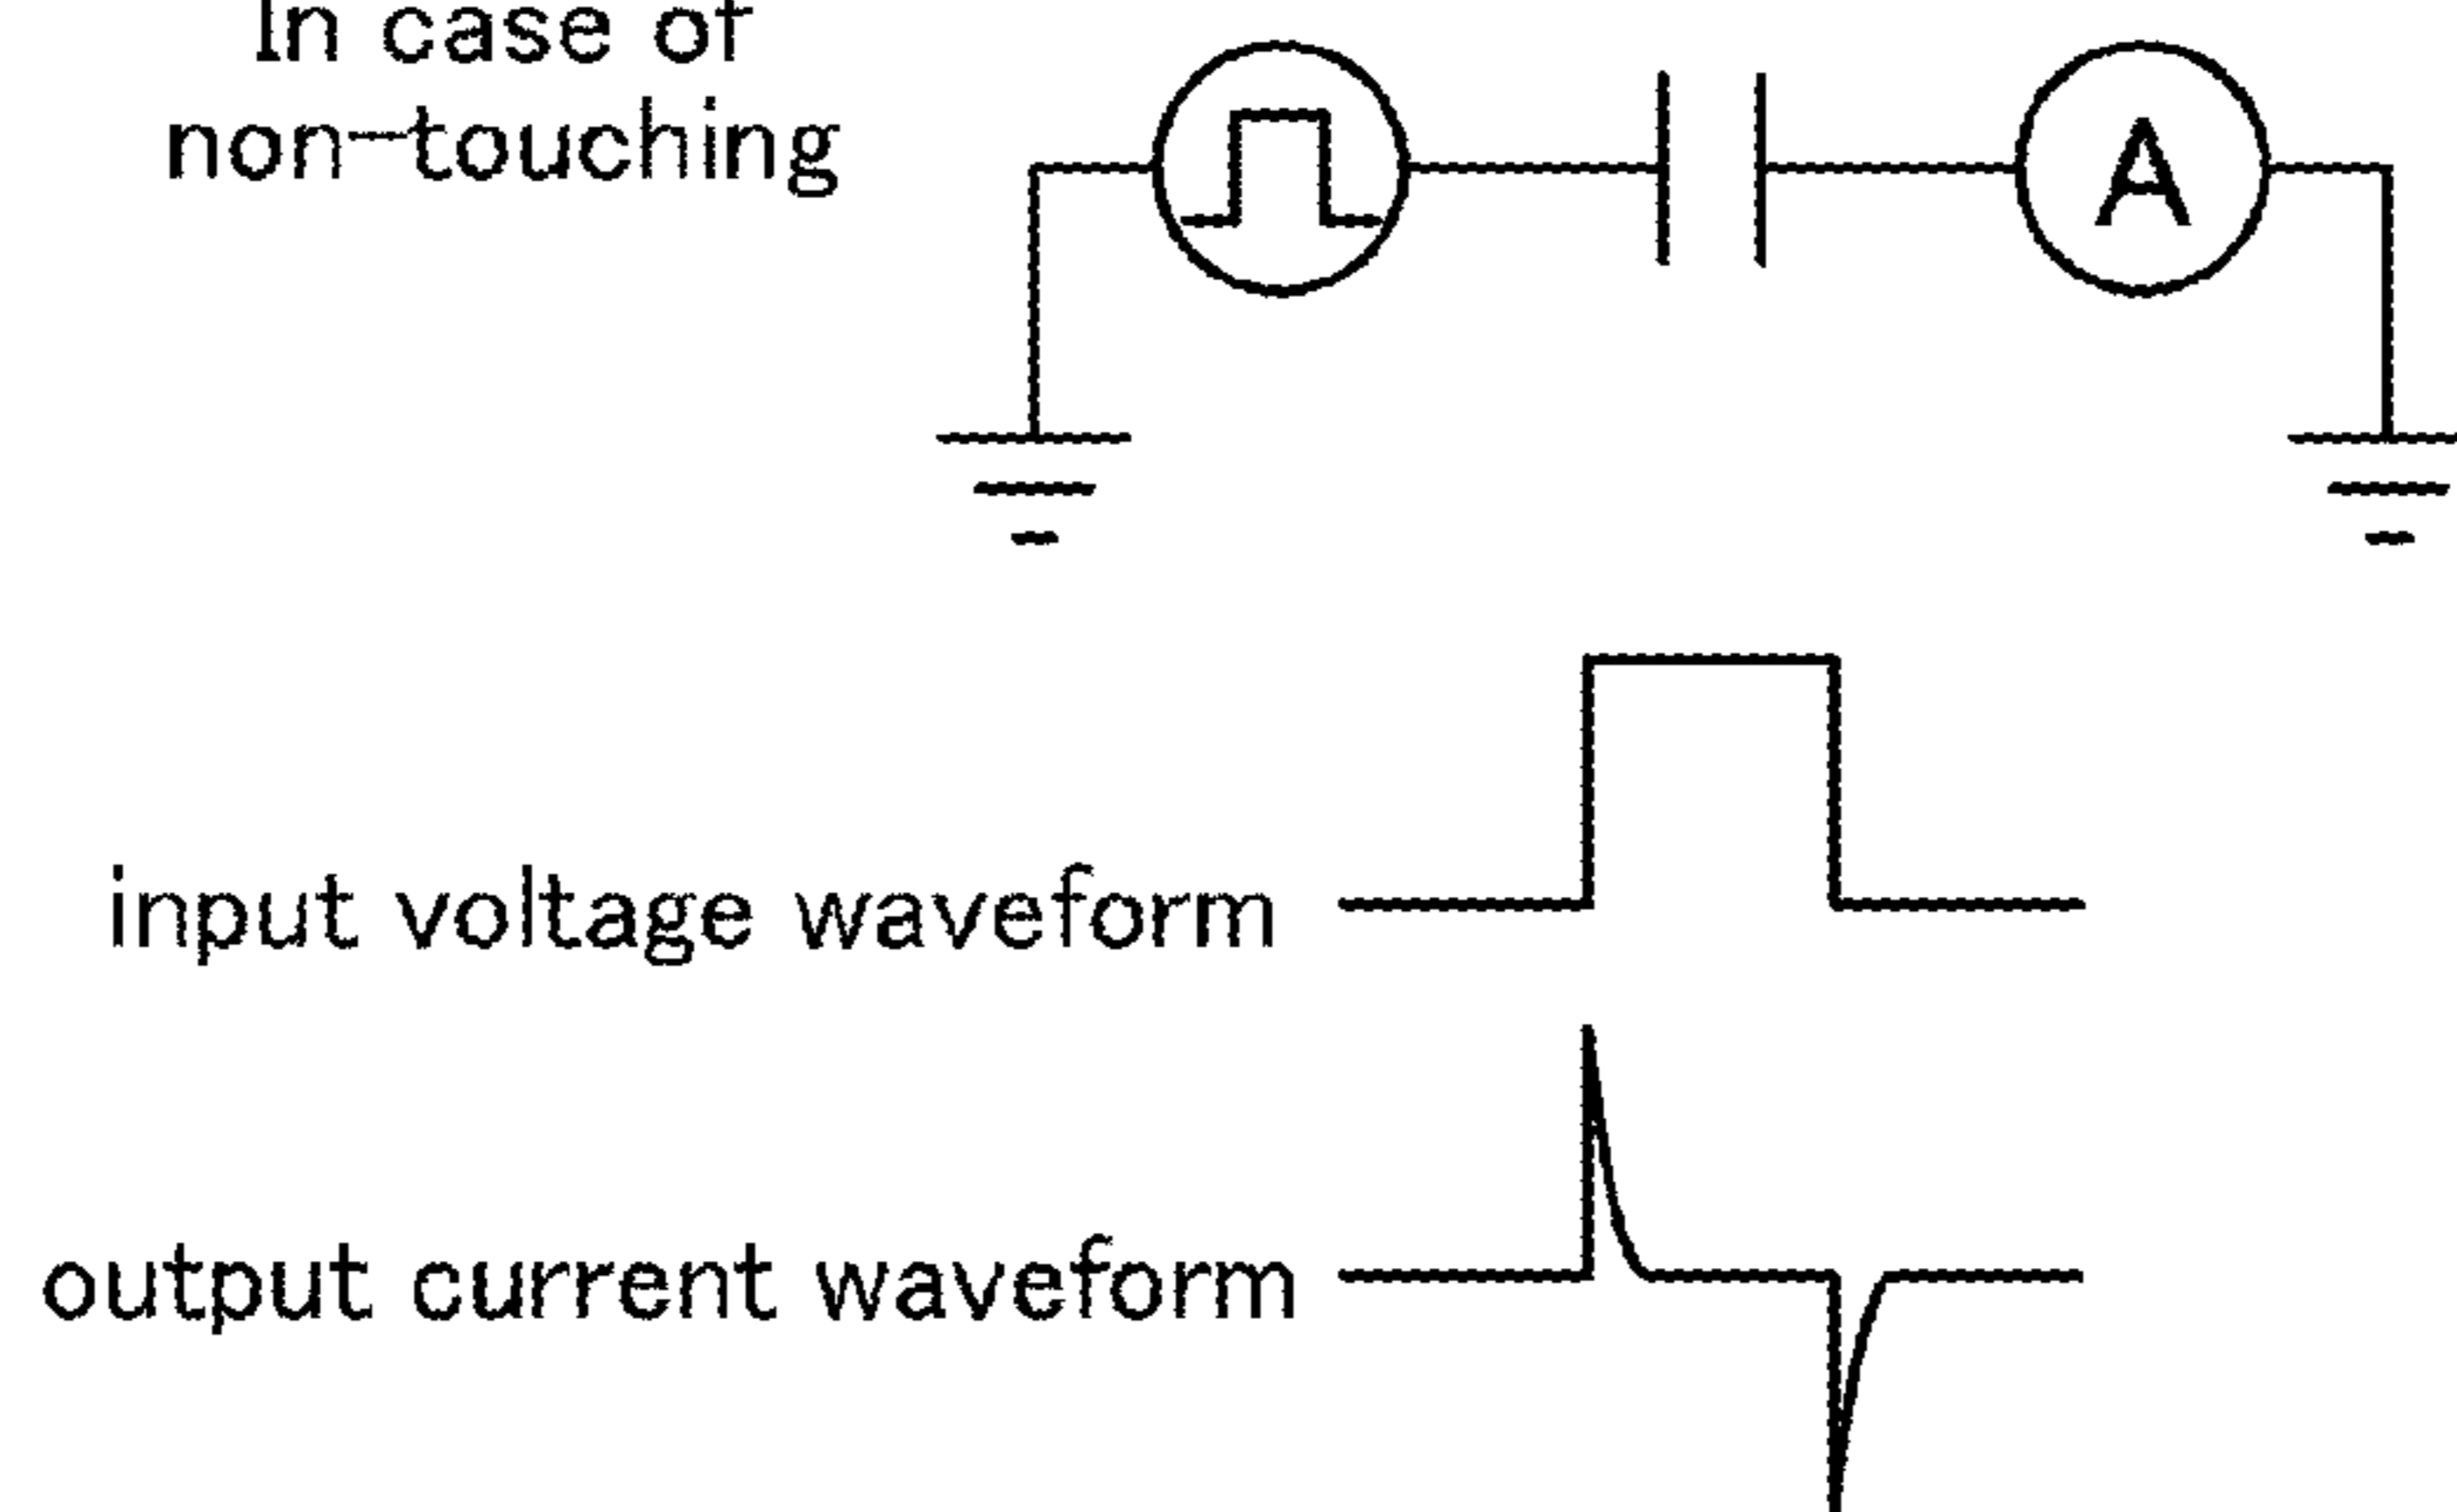 In case of
non-touching
A
input voltage waveform
output current waveform